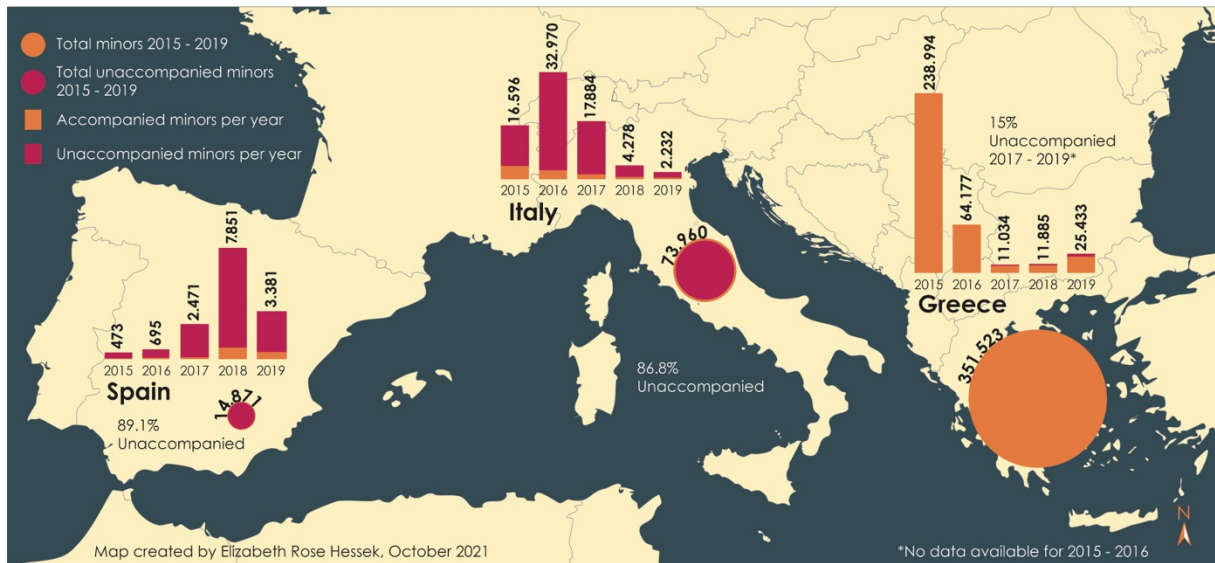 Total minors 2015 - 2019
Total unaccompanied minors
2015 - 2019
Accompanied minors per year
Unaccompanied minors per year
473
695
2.471
7.851
3.381
2015
2016
2017
2018
2019
Spain
14.871
89.1%
Unaccompanied
16.596
32.970
17.884
4.278
2.232
2015
2016
2017
2018
2019
Italy
73.960
86.8%
Unaccompanied
238.994
64.177
11.034
11.885
25.433
15%
Unaccompanied
2017 - 2019*
2015
2016
2017
2018
2019
Greece
351.523
N
Map created by Elizabeth Rose Hessek, October 2021
*No data available for 2015 - 2016